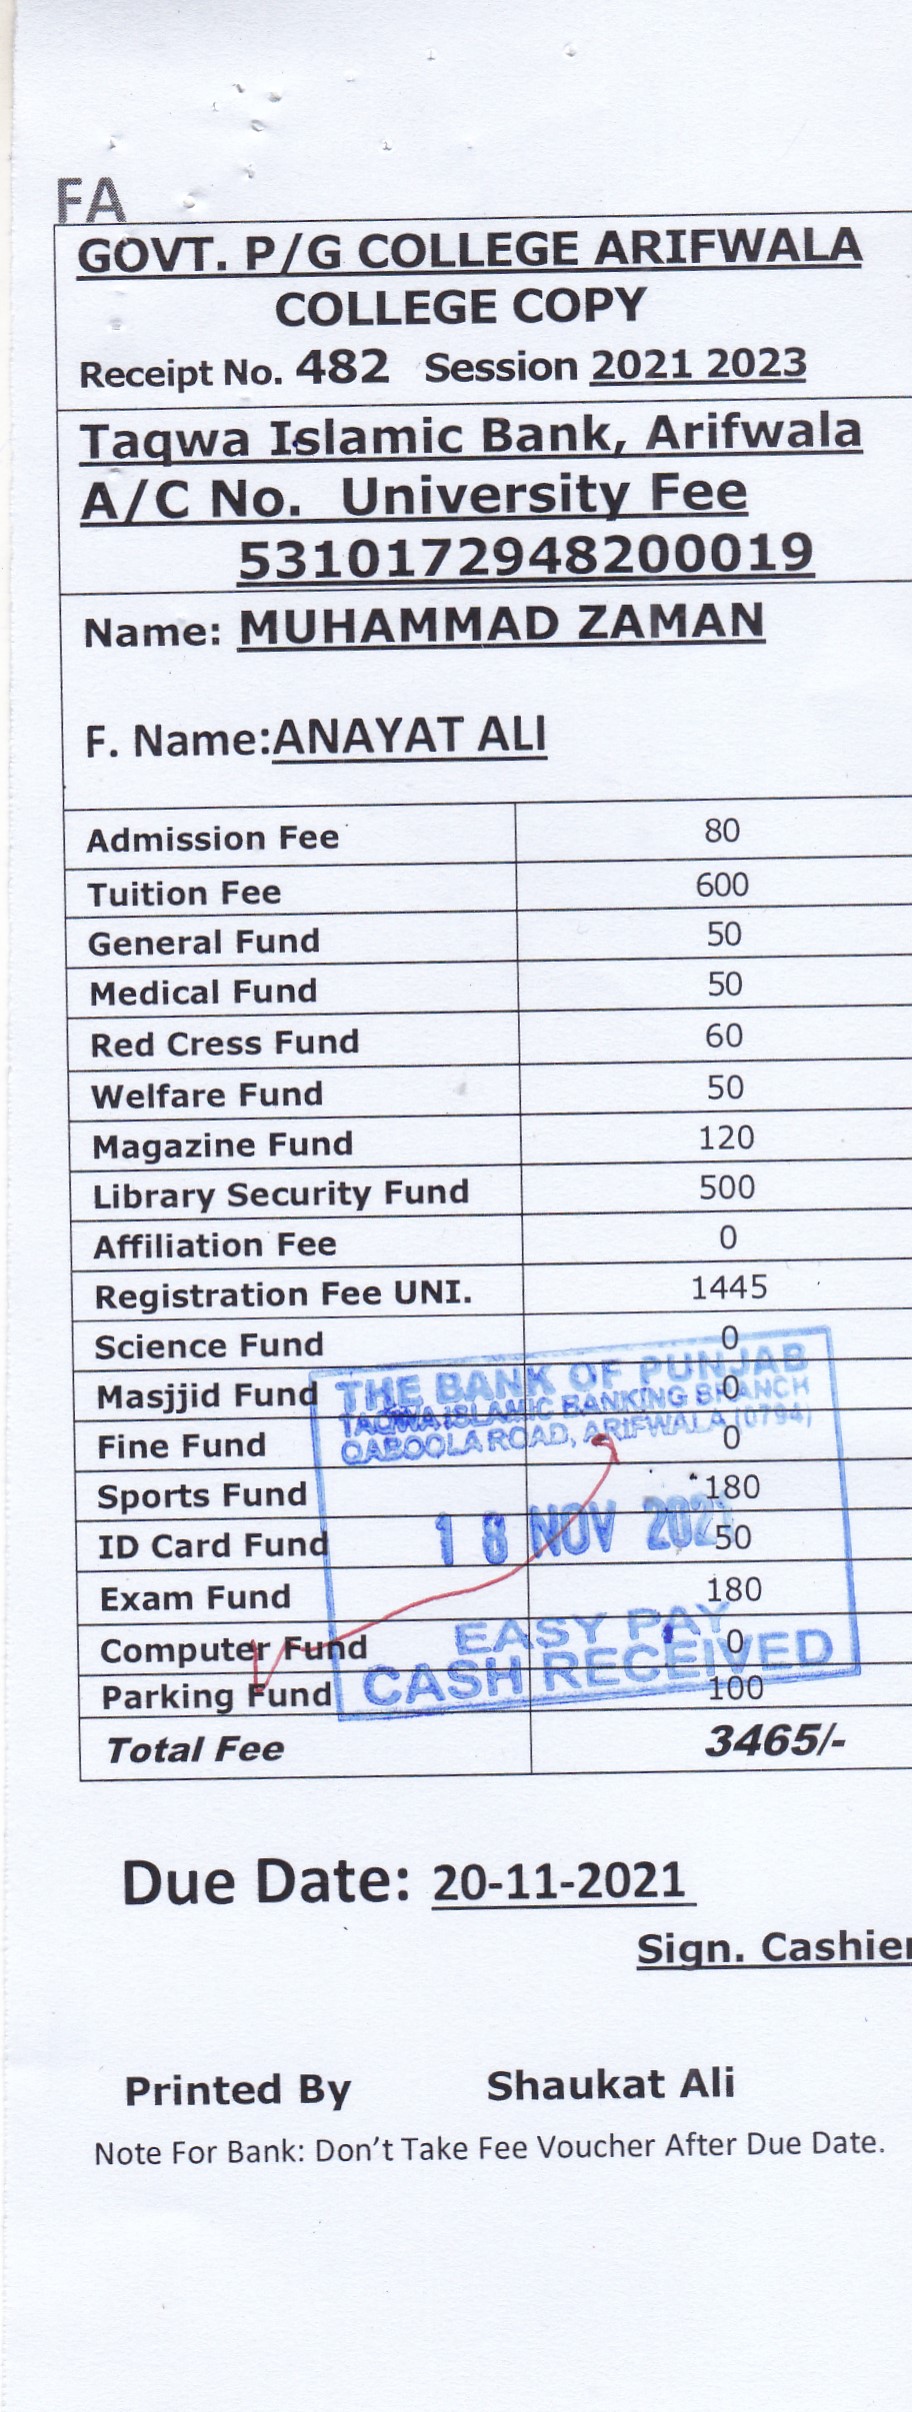 FA
GOVT. P/G COLLEGE ARIFWALA
COLLEGE COPY
Receipt No. 482 Session 2021 2023
Taqwa Islamic Bank, Arifwala
A/C No. University Fee
5310172948200019
Name: MUHAMMAD ZAMAN
F. Name:ANAYAT ALI
Admission Fee 80
Tuition Fee 600
General Fund 50
Medical Fund 50
Red Cress Fund 60
Welfare Fund 50
Magazine Fund 120
Library Security Fund 500
Affiliation Fee 0
Registration Fee UNI. 1445
Science Fund 0
Masjjid Fund 0
Fine Fund 0
Sports Fund 180
ID Card Fund 50
Exam Fund 180
Computer Fund 0
Parking Fund 100
Total Fee 3465/-
THE BANK OF PUNJAB
TAQWA ISLAMIC BANKING BRANCH
QABOOLA ROAD, ARIFWALA (0794)
18 NOV 2021
EASY PAY
CASH RECEIVED
Due Date: 20-11-2021
Sign. Cashier
Printed By Shaukat Ali
Note For Bank: Don't Take Fee Voucher After Due Date.